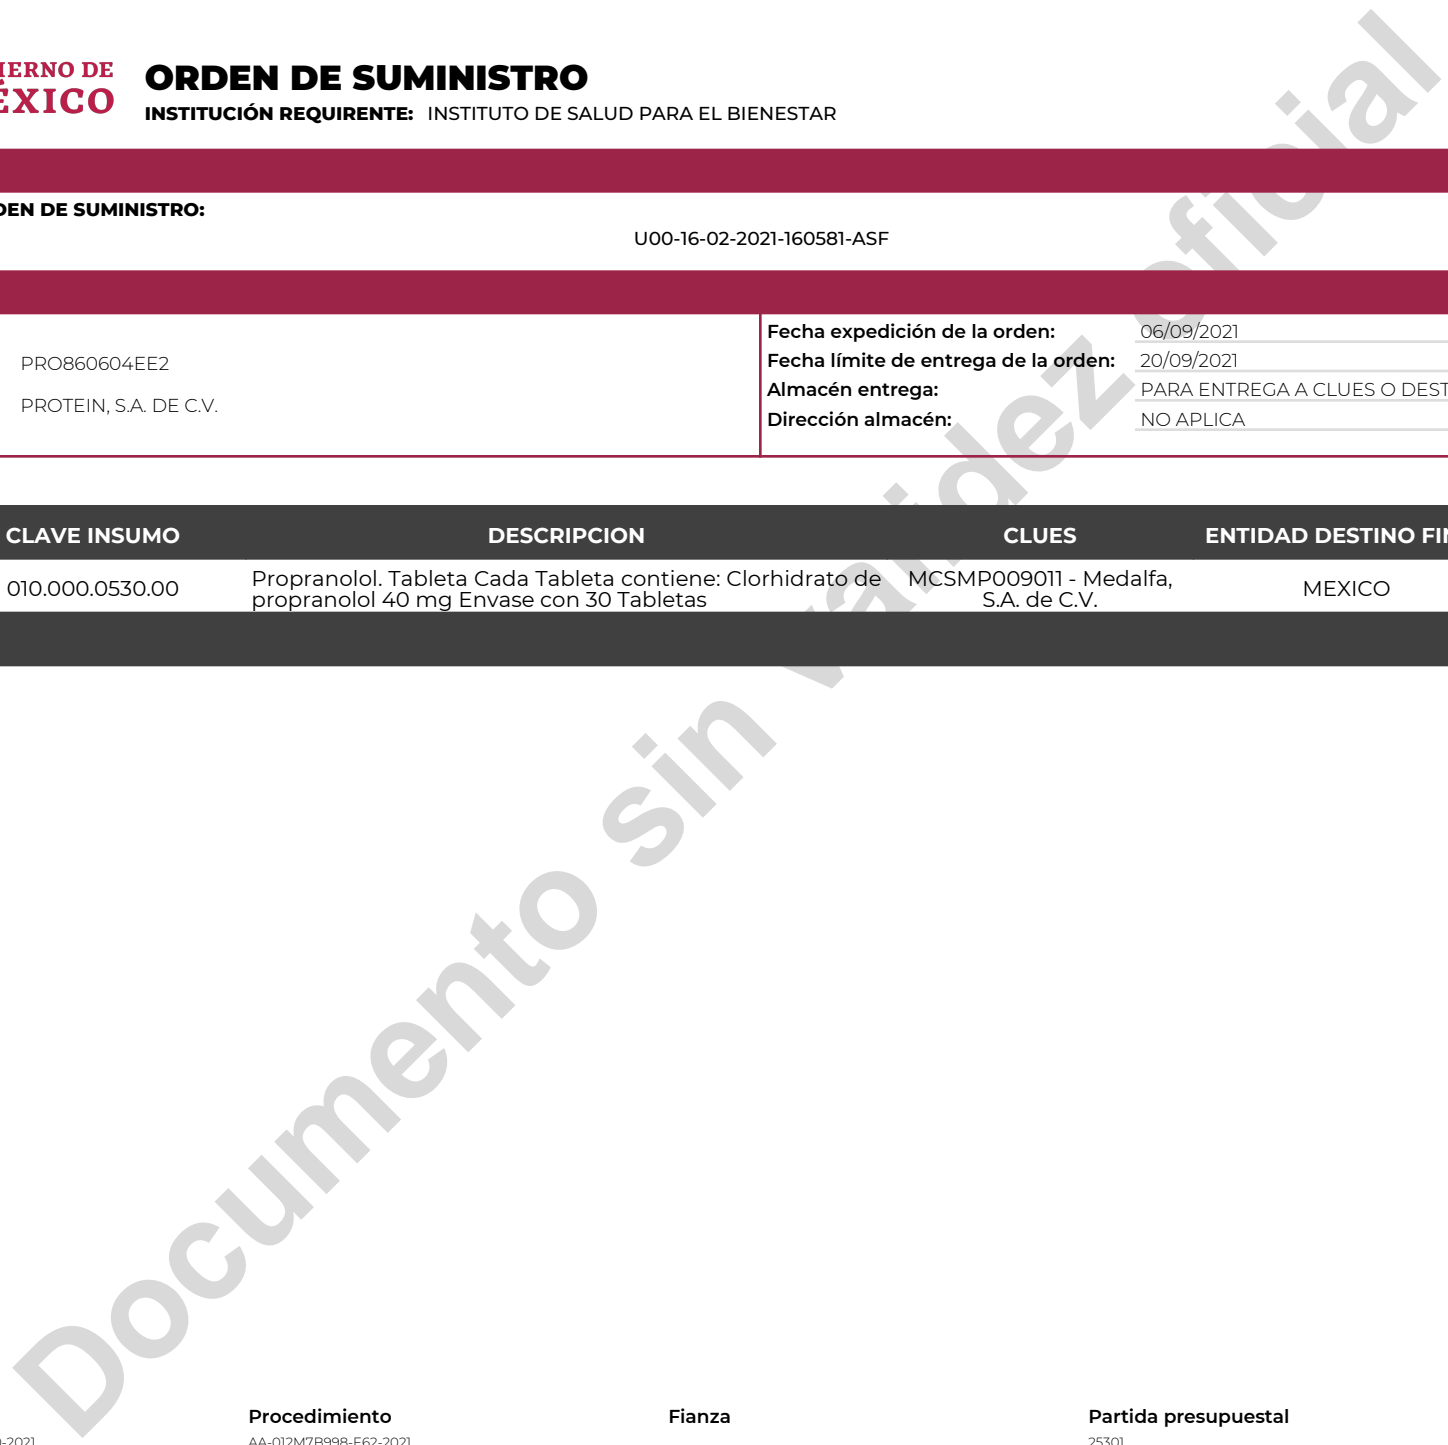 IERNO DE
ÉXICO
ORDEN DE SUMINISTRO
INSTITUCIÓN REQUIRENTE: INSTITUTO DE SALUD PARA EL BIENESTAR
DEN DE SUMINISTRO:
U00-16-02-2021-160581-ASF
PRO860604EE2
PROTEIN, S.A. DE C.V.
Fecha expedición de la orden: 06/09/2021
Fecha límite de entrega de la orden: 20/09/2021
Almacén entrega: PARA ENTREGA A CLUES O DEST
Dirección almacén: NO APLICA
CLAVE INSUMO DESCRIPCION CLUES ENTIDAD DESTINO FIN
010.000.0530.00
Propranolol. Tableta Cada Tableta contiene: Clorhidrato de
propranolol 40 mg Envase con 30 Tabletas
MCSMP009011 - Medalfa,
S.A. de C.V.
MEXICO
Documento sin validez oficial
Procedimiento Fianza Partida presupuestal
-2021 AA-012M7B998-E62-2021 25301